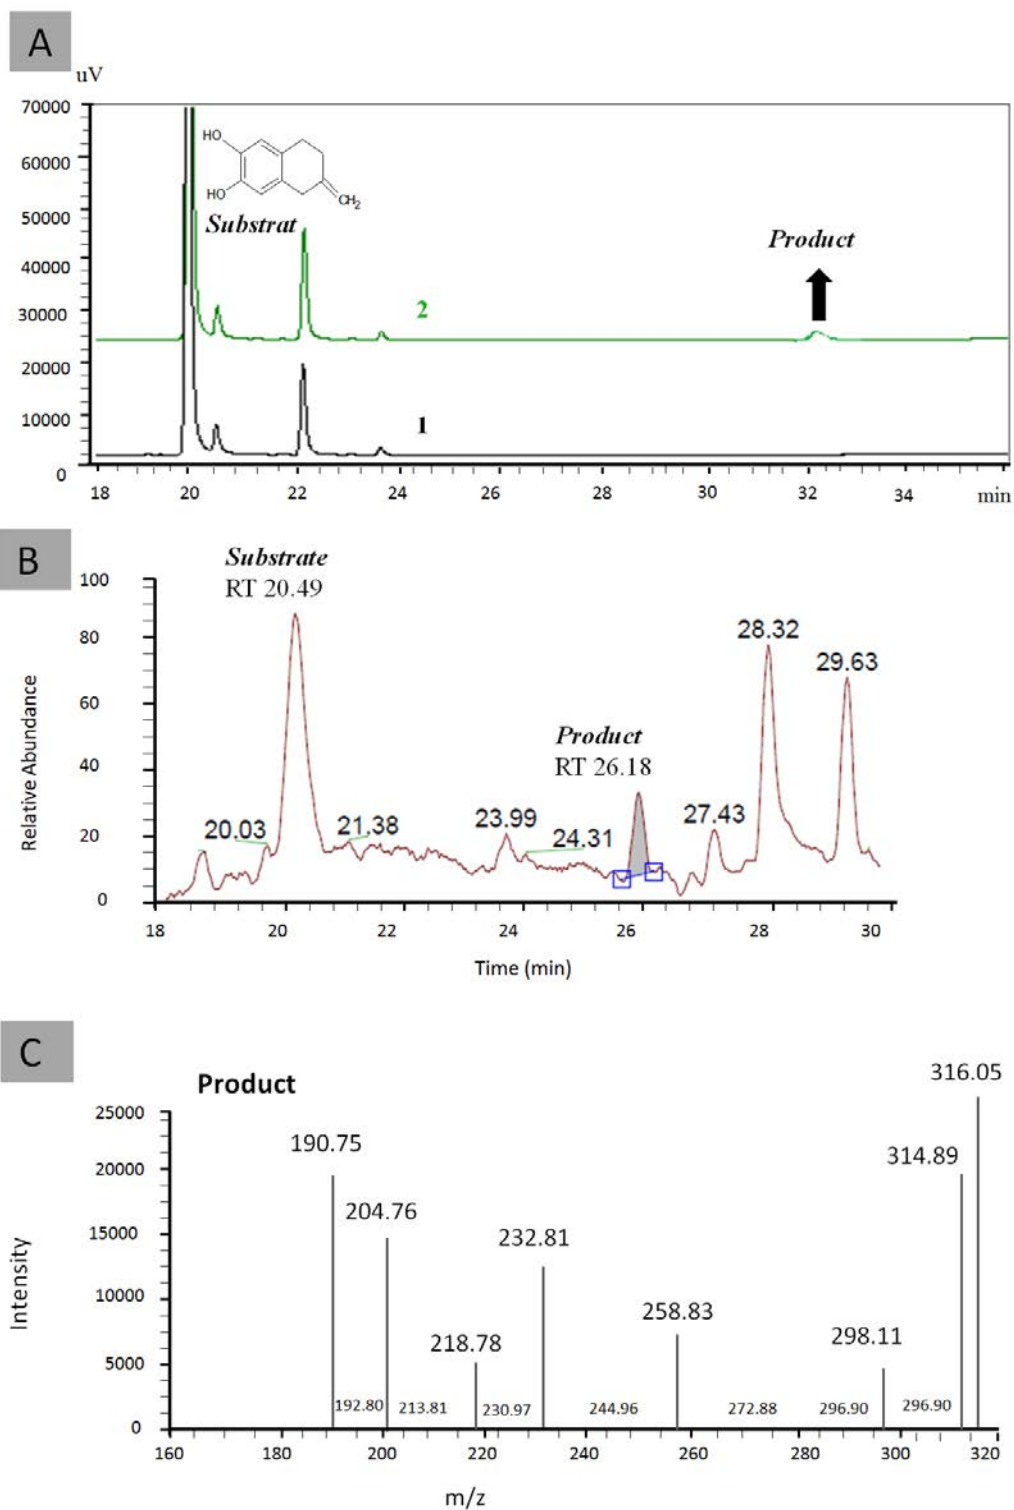 A
uV
70000
60000
50000
40000
30000
20000
10000
0
HO
HO
CH2
Substrat
Product
2
1
18 20 22 24 26 28 30 32 34 min
B
Substrate
RT 20.49
100
80
60
40
20
0
Relative Abundance
28.32
29.63
Product
RT 26.18
20.03
21.38
23.99
24.31
27.43
18 20 22 24 26 28 30
Time (min)
C
Product
316.05
25000
20000
15000
10000
5000
0
Intensity
190.75
314.89
204.76
232.81
258.83
218.78
298.11
192.80 213.81 230.97 244.96 272.88 296.90 296.90
160 180 200 220 240 260 280 300 320
m/z